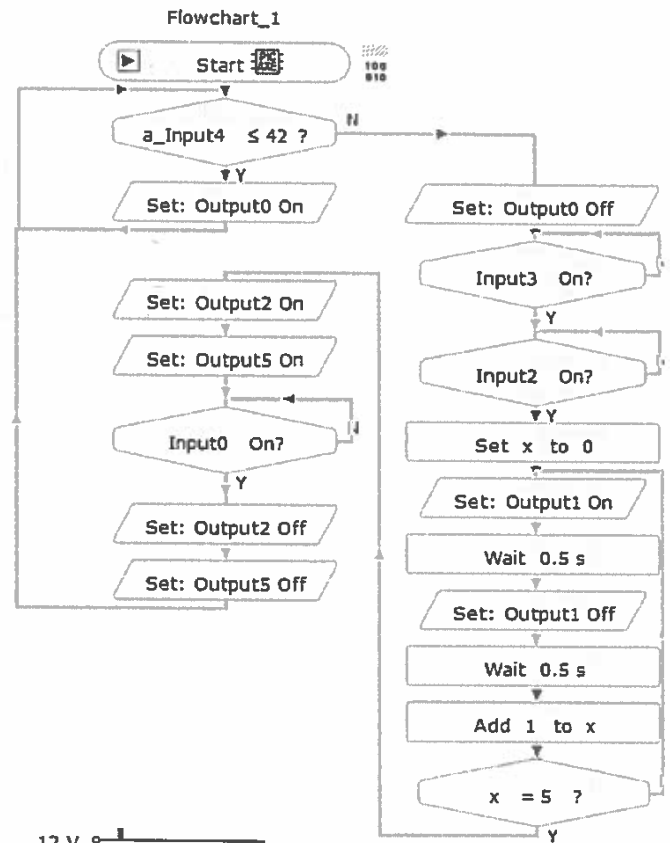 Flowchart_1
Start
100
010
a_Input4 ≤ 42 ?
N
Y
Set: Output0 On
Set: Output2 On
Set: Output5 On
Input0 On?
N
Y
Set: Output2 Off
Set: Output5 Off
Set: Output0 Off
Input3 On?
Y
Input2 On?
Y
Set x to 0
Set: Output1 On
Wait 0.5 s
Set: Output1 Off
Wait 0.5 s
Add 1 to x
x = 5 ?
Y
12 V